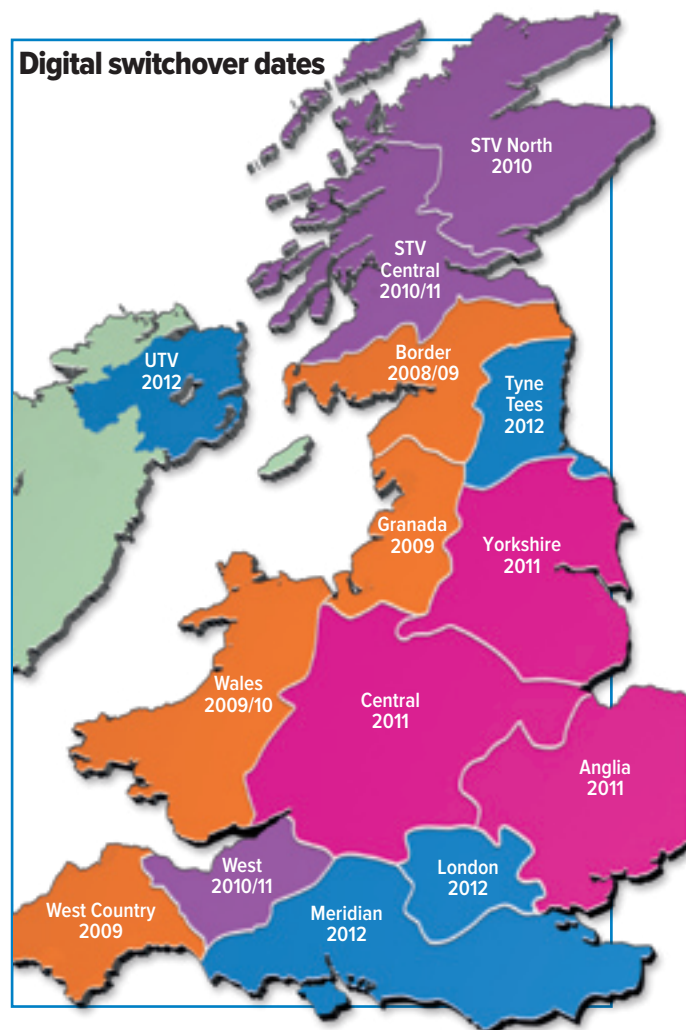 Digital switchover dates
STV North
2010
STV
Central
2010/11
UTV
2012
Border
2008/09
Tyne
Tees
2012
Granada
2009
Yorkshire
2011
Wales
2009/10
Central
2011
Anglia
2011
West
2010/11
London
2012
West Country
2009
Meridian
2012